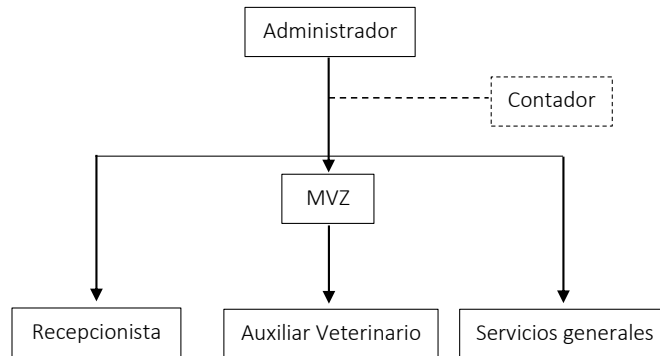 Administrador
Contador
MVZ
Recepcionista
Auxiliar Veterinario
Servicios generales